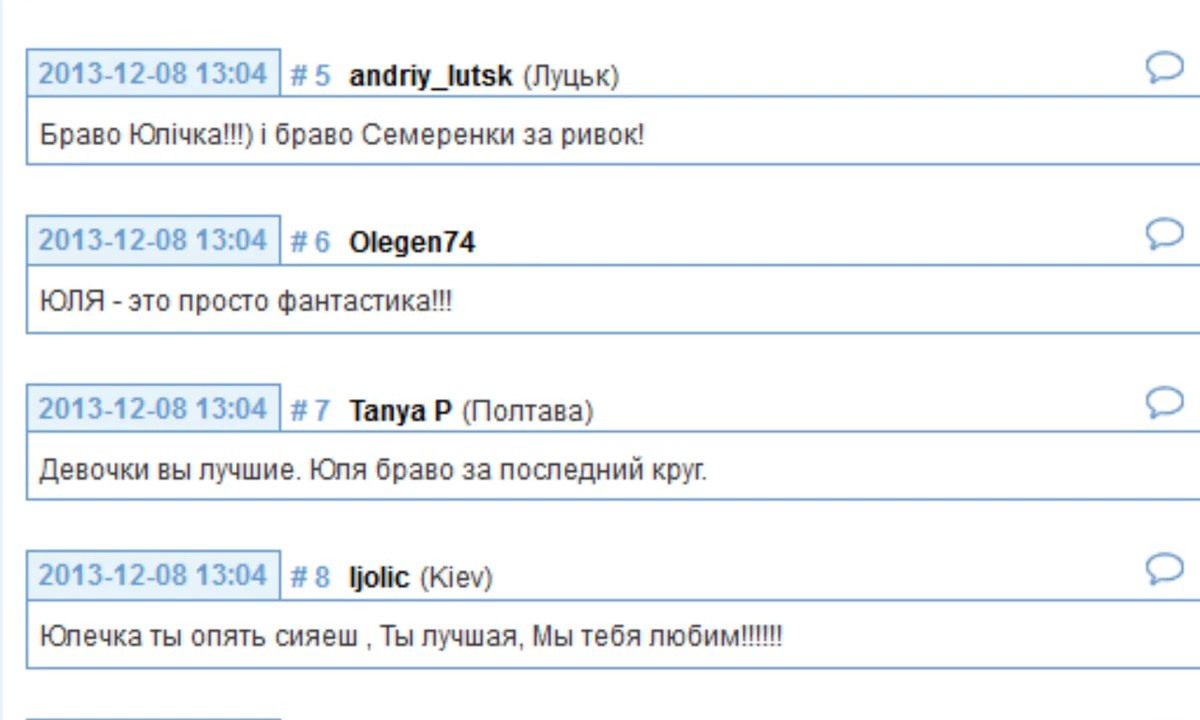 2013-12-08 13:04 # 5 andriy_lutsk (Луцьк)
Браво Юлічка!!!) і браво Семеренки за ривок!
2013-12-08 13:04 # 6 Olegen74
ЮЛЯ - это просто фантастика!!!
2013-12-08 13:04 # 7 Tanya P (Полтава)
Девочки вы лучшие. Юля браво за последний круг.
2013-12-08 13:04 # 8 ljolic (Kiev)
Юлечка ты опять сияеш , Ты лучшая, Мы тебя любим!!!!!!